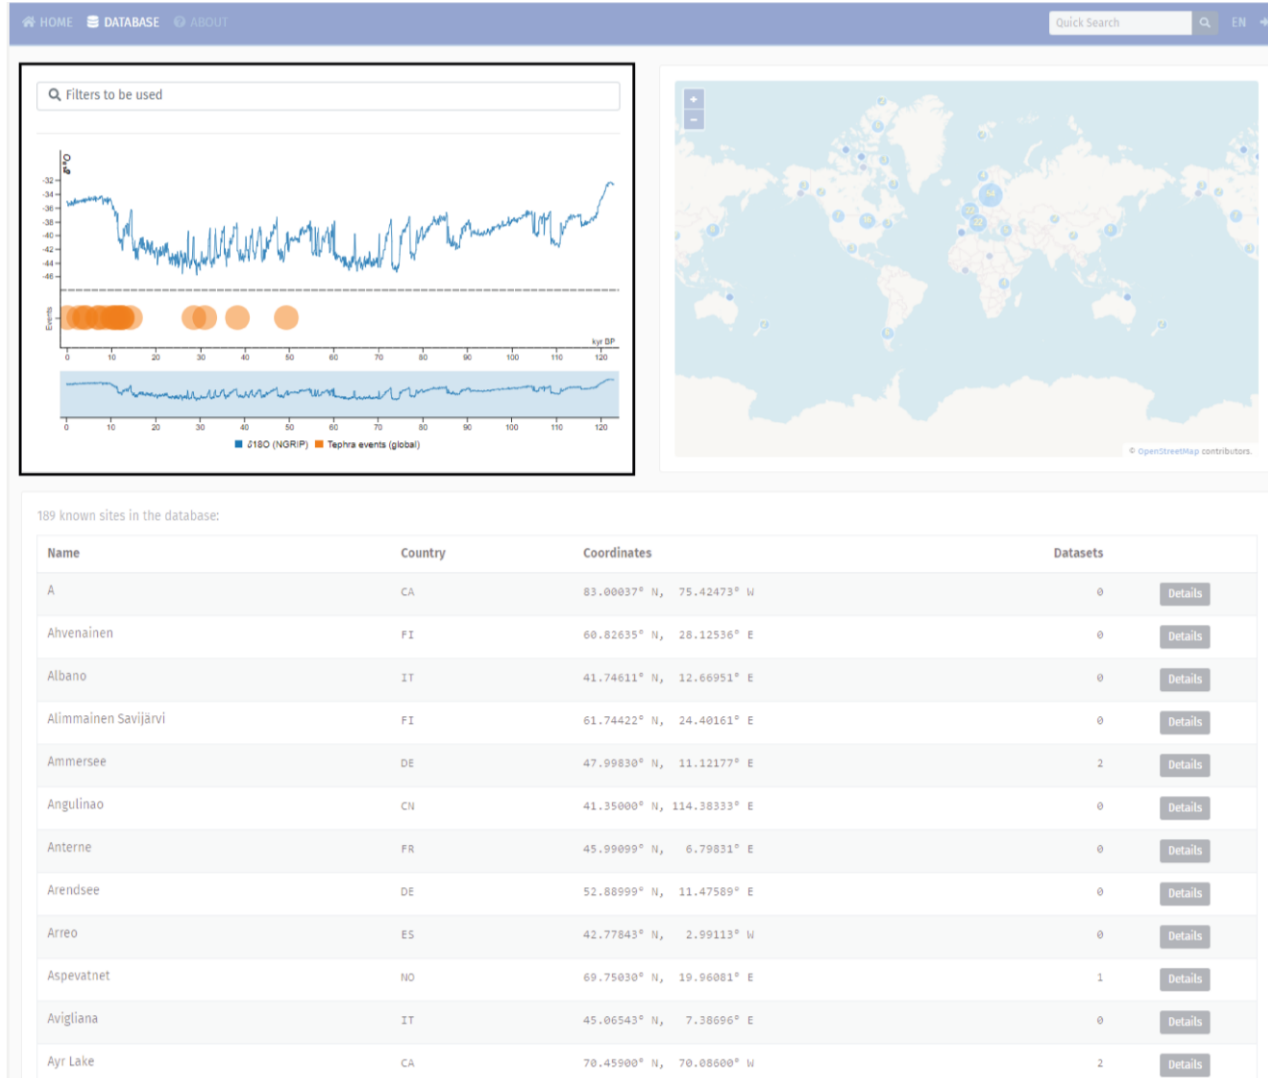 HOME DATABASE ABOUT Quick Search EN
Filters to be used
-32
-34
-36
-38
-40
-42
-44
-46
Events
kyr BP
0 10 20 30 40 50 60 70 80 90 100 110 120
0 10 20 30 40 50 60 70 80 90 100 110 120
δ18O (NGRIP) Tephra events (global)
+
−
© OpenStreetMap contributors.
189 known sites in the database:
Name Country Coordinates Datasets
A CA 83.00037° N, 75.42473° W 0 Details
Ahvenainen FI 60.82635° N, 28.12536° E 0 Details
Albano IT 41.74611° N, 12.66951° E 0 Details
Alimmainen Savijärvi FI 61.74422° N, 24.40161° E 0 Details
Ammersee DE 47.99830° N, 11.12177° E 2 Details
Angulinao CN 41.35000° N, 114.38333° E 0 Details
Anterne FR 45.99099° N, 6.79831° E 0 Details
Arendsee DE 52.88999° N, 11.47589° E 0 Details
Arreo ES 42.77843° N, 2.99113° W 0 Details
Aspevatnet NO 69.75030° N, 19.96081° E 1 Details
Avigliana IT 45.06543° N, 7.38696° E 0 Details
Ayr Lake CA 70.45900° N, 70.08600° W 2 Details